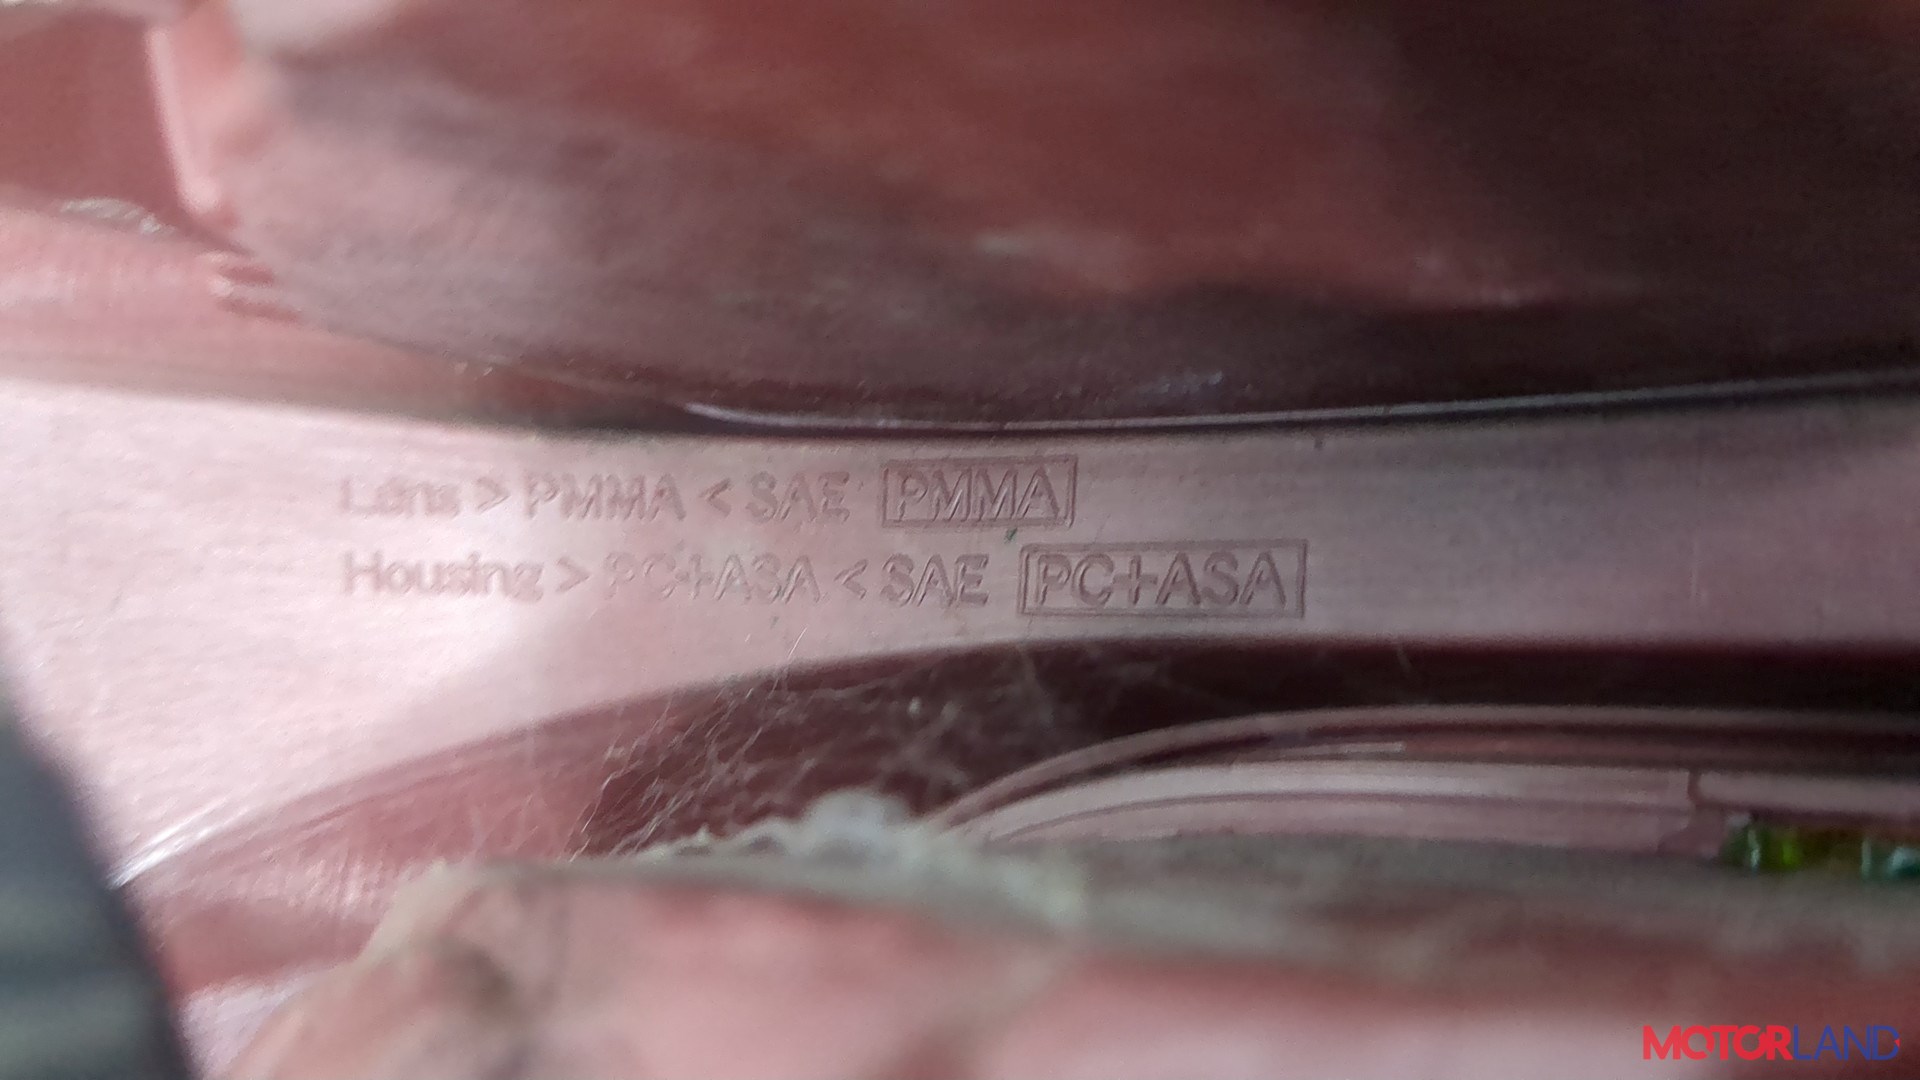 Lens > PMMA < SAE PMMA
Housing > PC+ASA < SAE PC+ASA
MOTORLAND